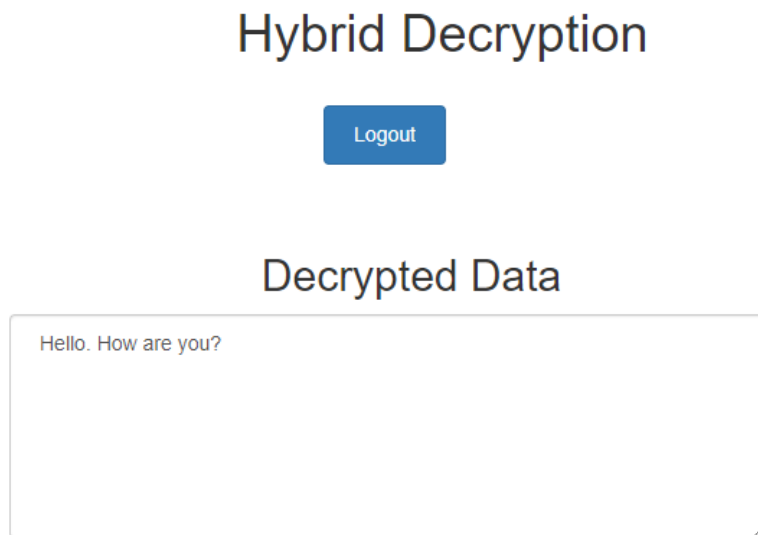 Hybrid Decryption
Logout
Decrypted Data
Hello. How are you?